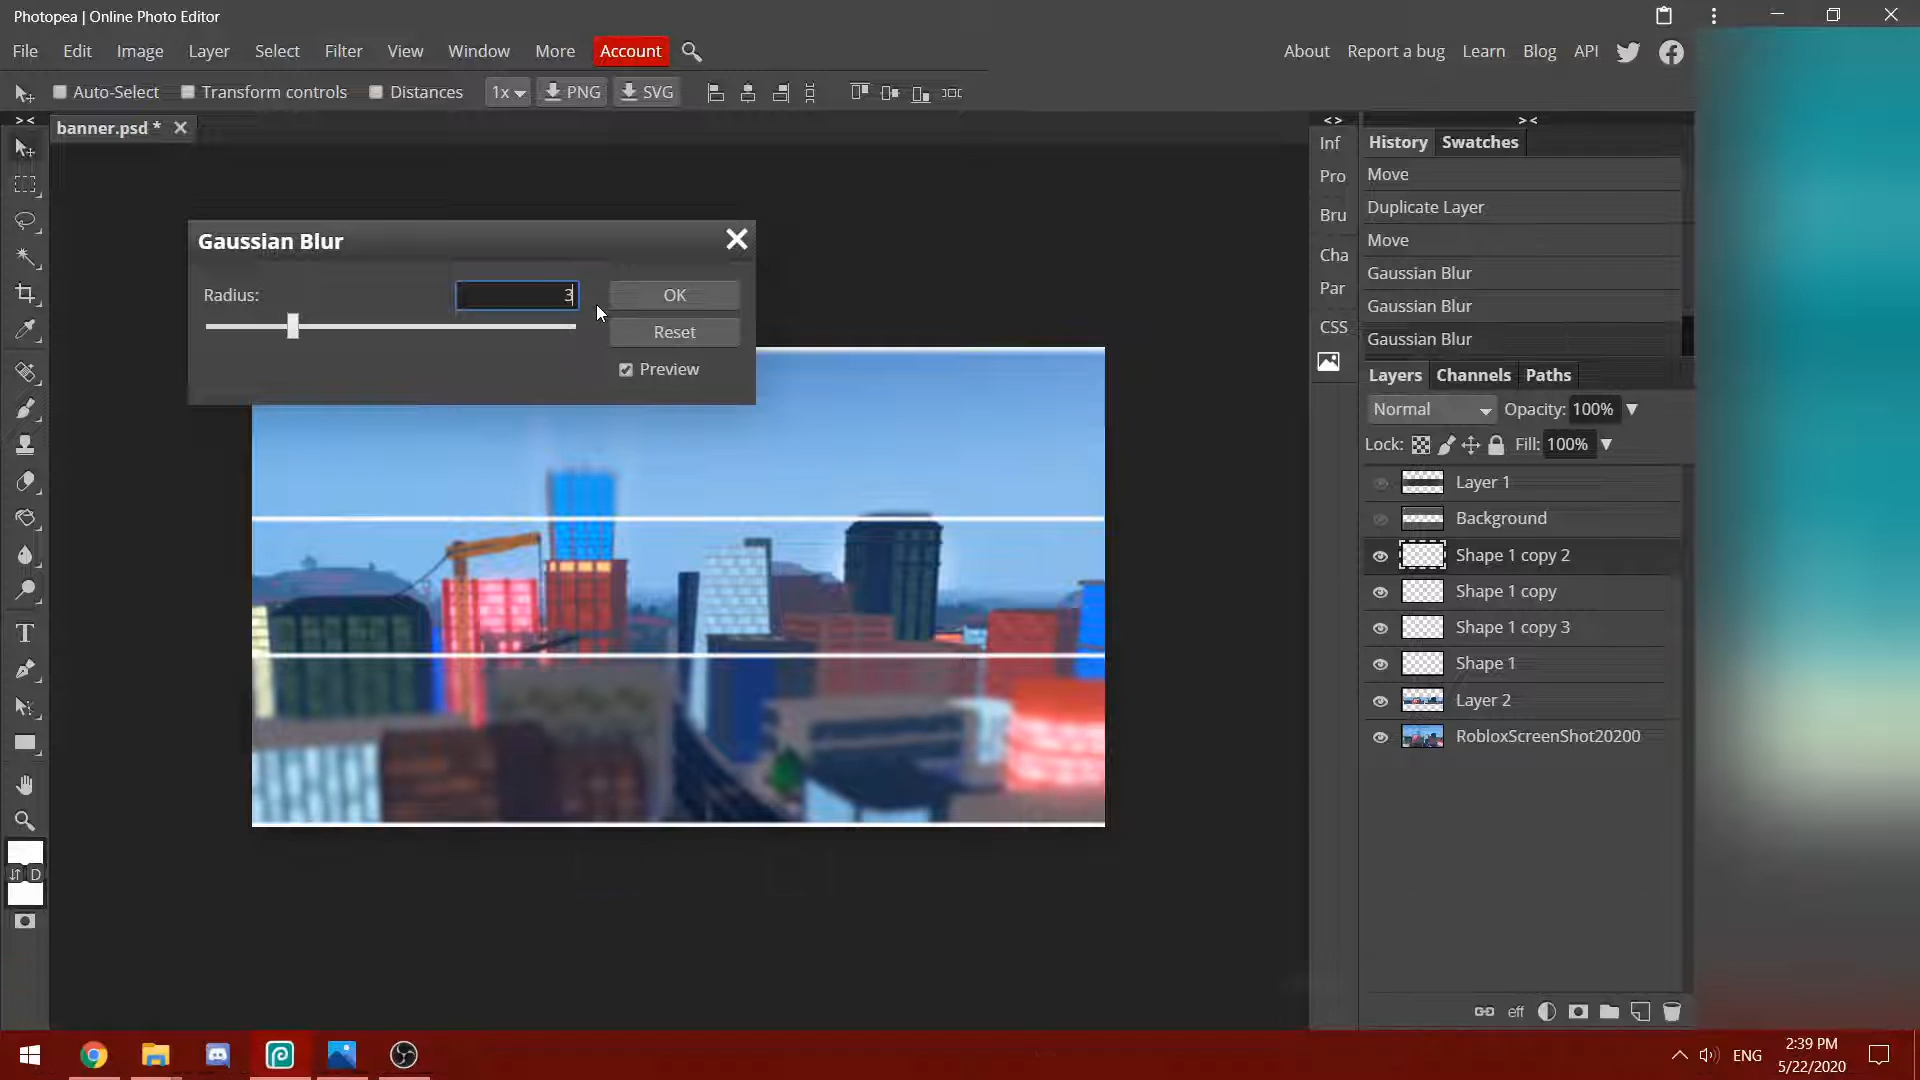 Photopea | Online Photo Editor
File Edit Image Layer Select Filter View Window More Account
About Report a bug Learn Blog API
Auto-Select Transform controls Distances 1x PNG SVG
banner.psd *
Gaussian Blur
Radius: 3
OK
Reset
Preview
Inf
Pro
Bru
Cha
Par
CSS
History Swatches
Move
Duplicate Layer
Move
Gaussian Blur
Gaussian Blur
Gaussian Blur
Layers Channels Paths
Normal Opacity: 100%
Lock: Fill: 100%
Layer 1
Background
Shape 1 copy 2
Shape 1 copy
Shape 1 copy 3
Shape 1
Layer 2
RobloxScreenShot20200
eff
D
ENG
2:39 PM
5/22/2020